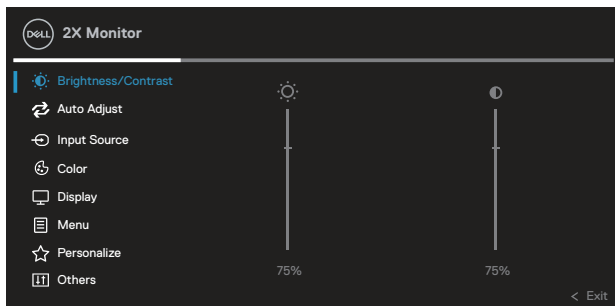 DELL 2X Monitor
Brightness/Contrast
Auto Adjust
Input Source
Color
Display
Menu
Personalize
Others
75% 75%
< Exit